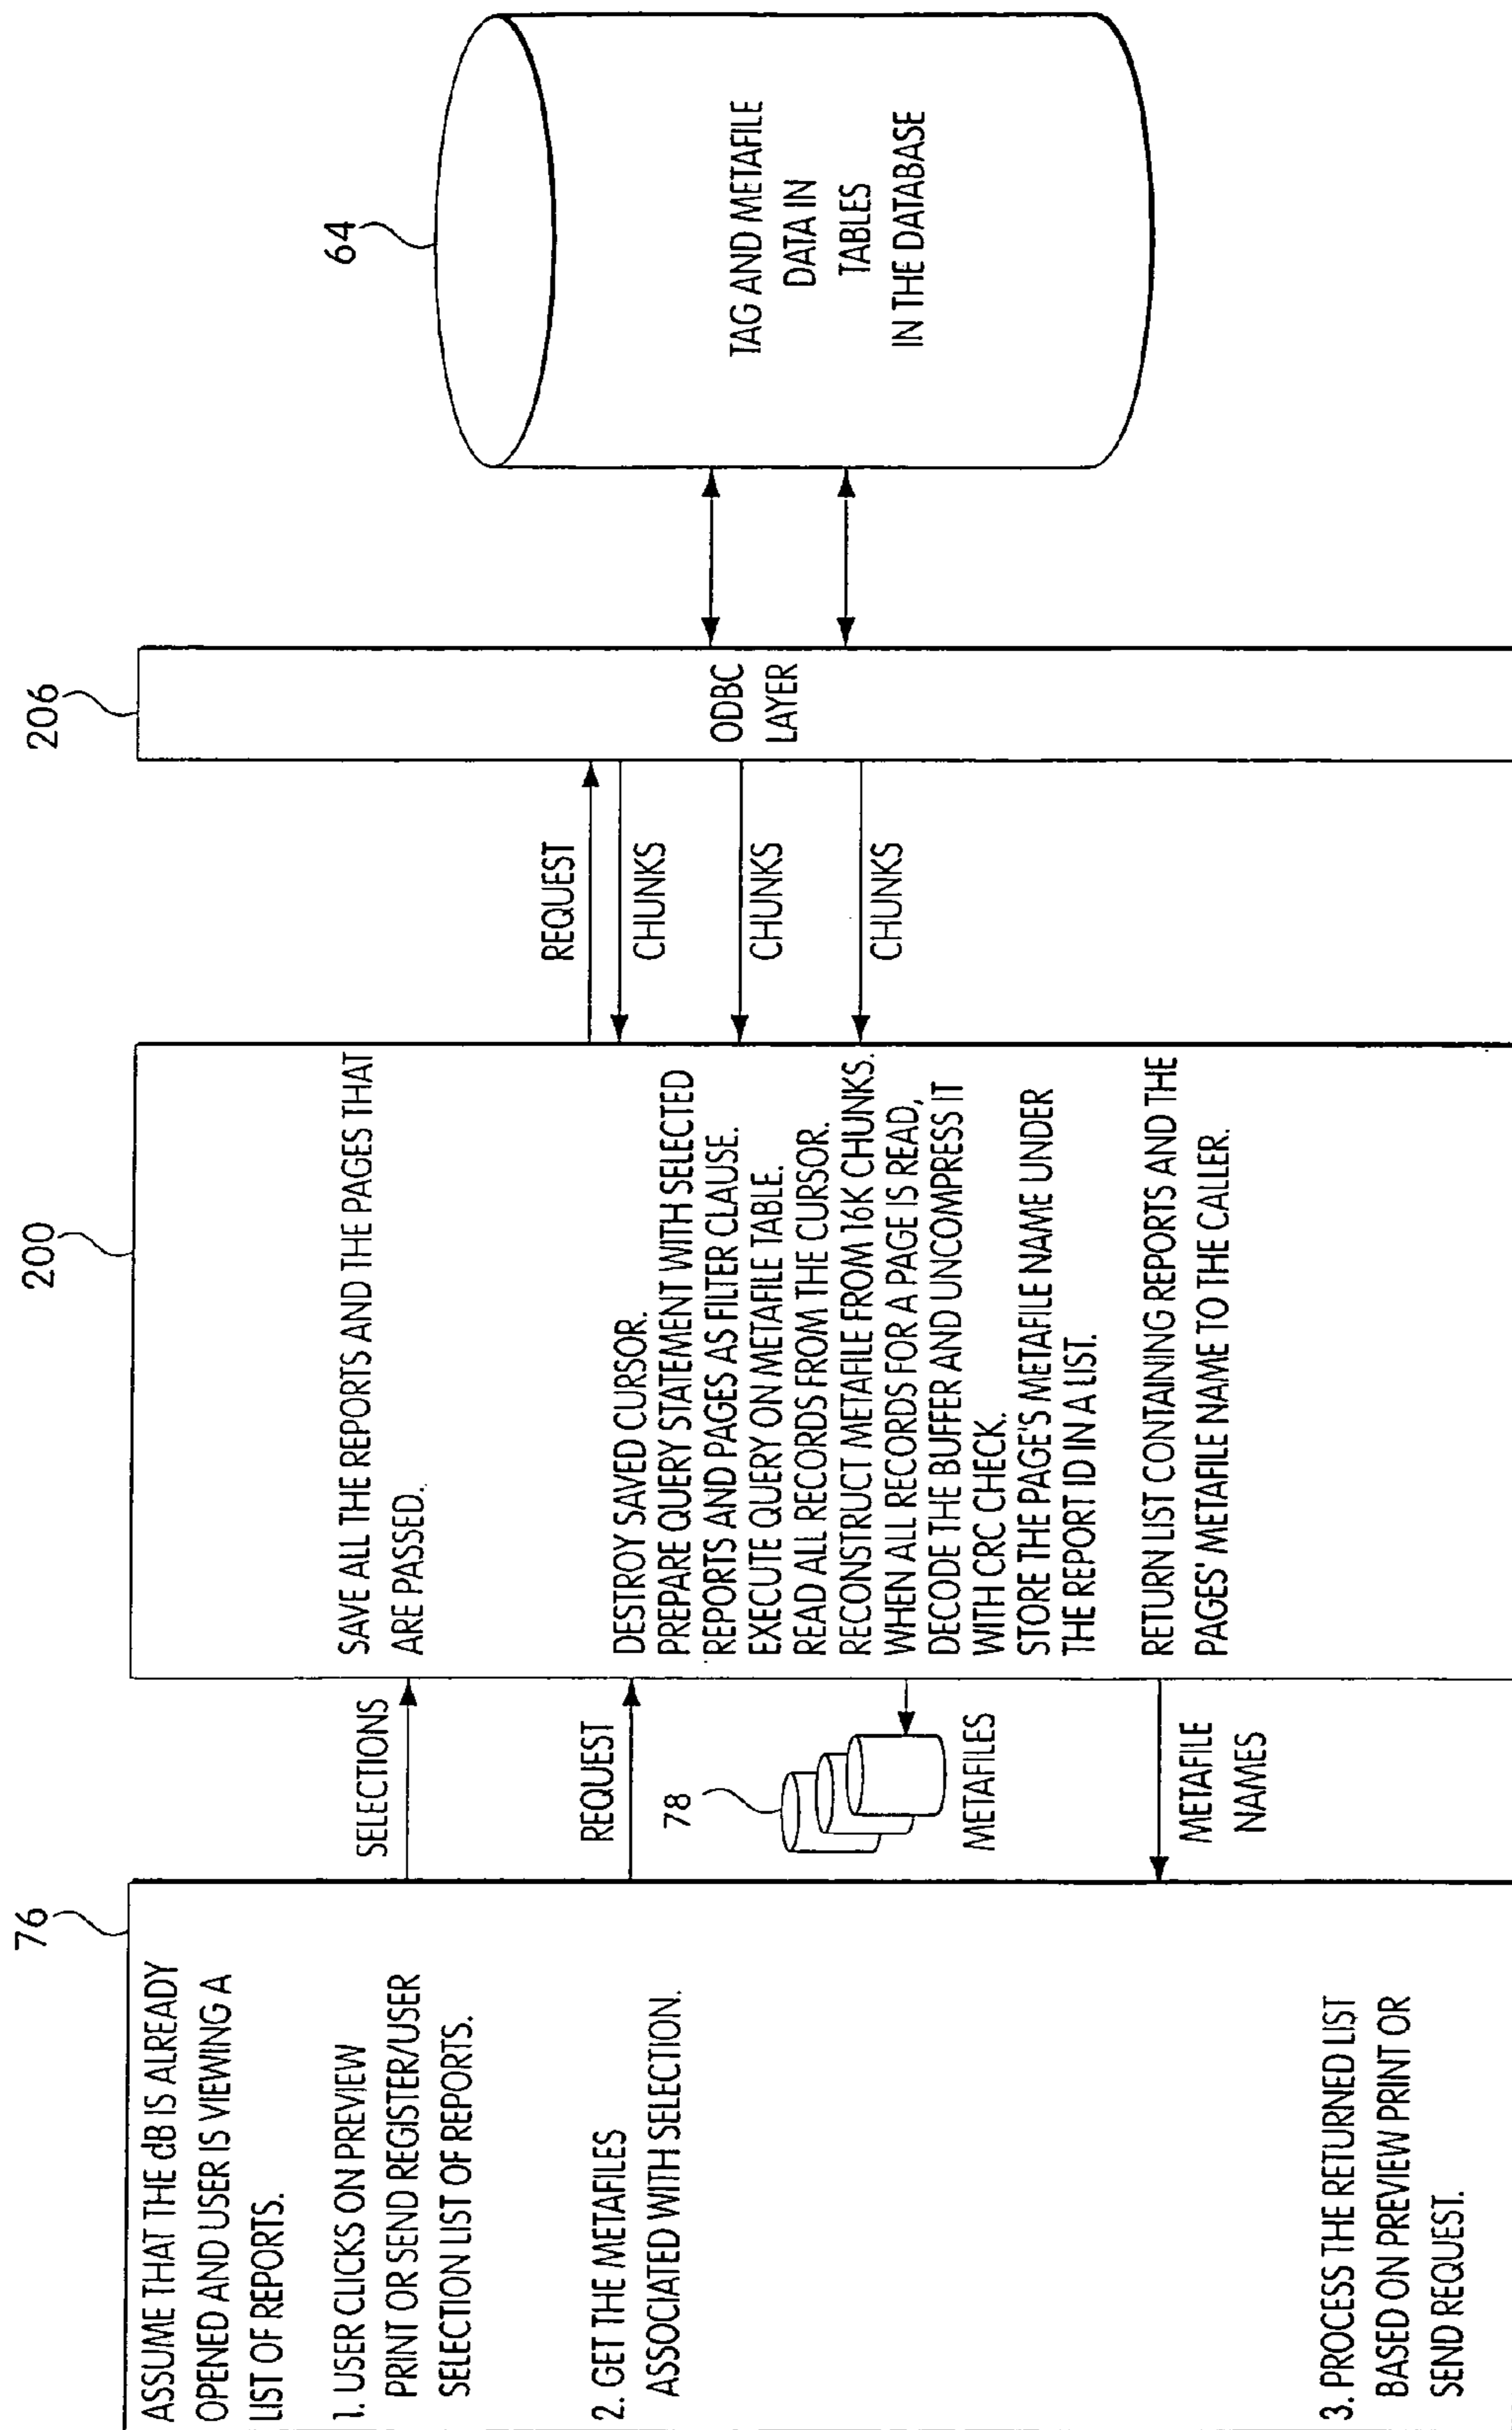 76
ASSUME THAT THE dB IS ALREADY
OPENED AND USER IS VIEWING A
LIST OF REPORTS.
1. USER CLICKS ON PREVIEW
PRINT OR SEND REGISTER/USER
SELECTION LIST OF REPORTS.
2. GET THE METAFILES
ASSOCIATED WITH SELECTION.
3. PROCESS THE RETURNED LIST
BASED ON PREVIEW PRINT OR
SEND REQUEST.
SELECTIONS
REQUEST
78
METAFILES
METAFILE
NAMES
200
SAVE ALL THE REPORTS AND THE PAGES THAT
ARE PASSED.
DESTROY SAVED CURSOR.
PREPARE QUERY STATEMENT WITH SELECTED
REPORTS AND PAGES AS FILTER CLAUSE.
EXECUTE QUERY ON METAFILE TABLE.
READ ALL RECORDS FROM THE CURSOR.
RECONSTRUCT METAFILE FROM 16K CHUNKS.
WHEN ALL RECORDS FOR A PAGE IS READ,
DECODE THE BUFFER AND UNCOMPRESS IT
WITH CRC CHECK.
STORE THE PAGE'S METAFILE NAME UNDER
THE REPORT ID IN A LIST.
RETURN LIST CONTAINING REPORTS AND THE
PAGES' METAFILE NAME TO THE CALLER.
REQUEST
CHUNKS
CHUNKS
CHUNKS
206
ODBC
LAYER
64
TAG AND METAFILE
DATA IN
TABLES
IN THE DATABASE